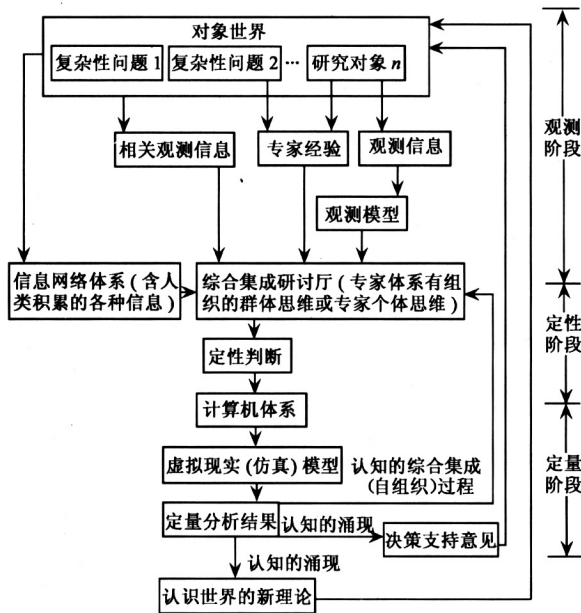 对象世界
复杂性问题1
复杂性问题2
…
研究对象n
相关观测信息
专家经验
观测信息
观测模型
信息网络体系(含人
类积累的各种信息)
综合集成研讨厅(专家体系有组
织的群体思维或专家个体思维)
定性判断
计算机体系
虚拟现实(仿真)模型
认知的综合集成
(自组织)过程
定量分析结果
认知的涌现
决策支持意见
认知的涌现
认识世界的新理论
观测
阶段
定性
阶段
定量
阶段